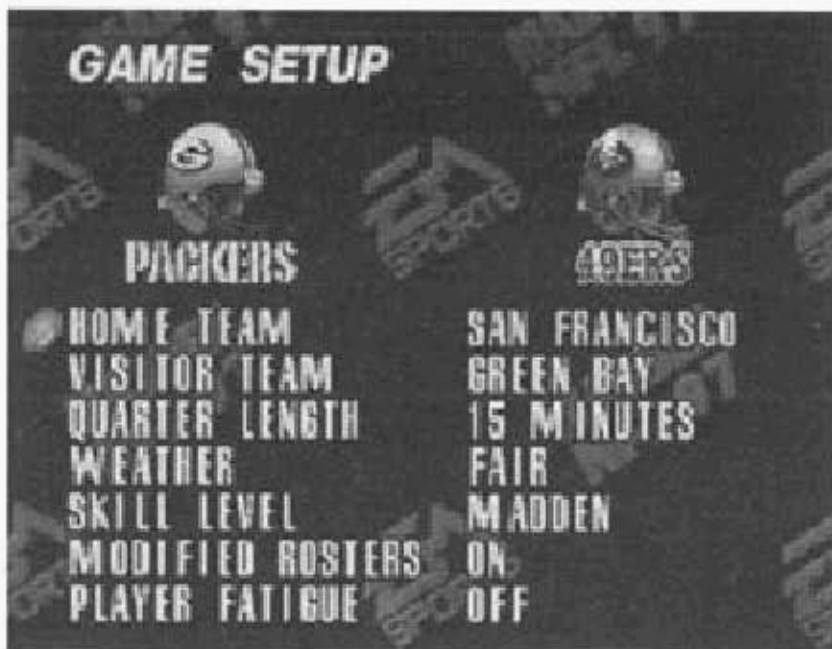 GAME SETUP
PACKERS 49ERS
HOME TEAM SAN FRANCISCO
VISITOR TEAM GREEN BAY
QUARTER LENGTH 15 MINUTES
WEATHER FAIR
SKILL LEVEL MADDEN
MODIFIED ROSTERS ON
PLAYER FATIGUE OFF